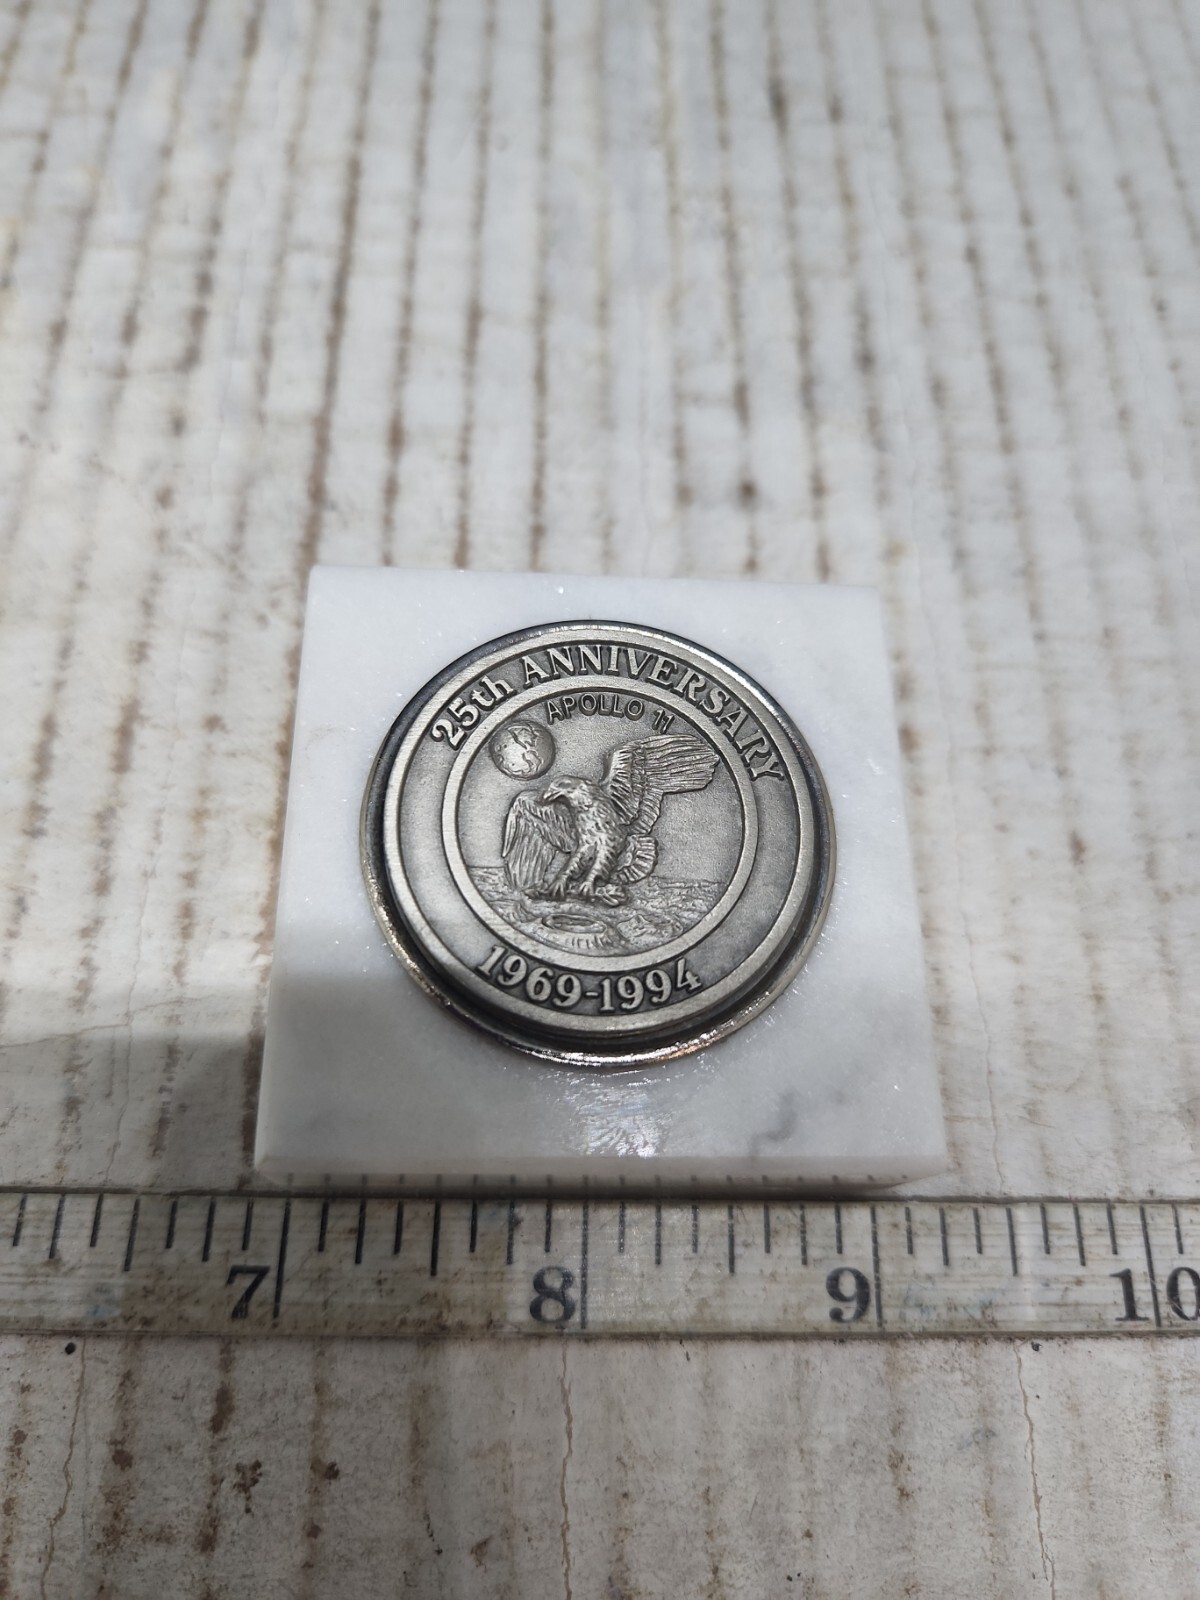 25th ANNIVERSARY
APOLLO 11
1969-1994
7 8 9 10